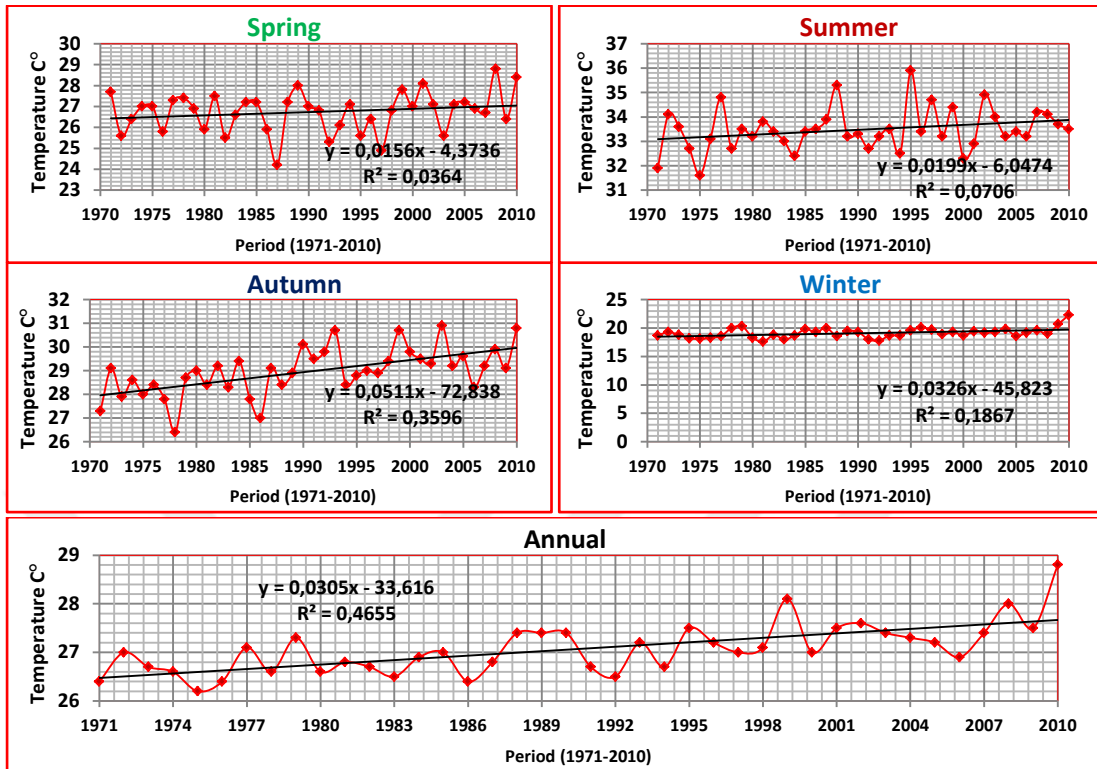 Spring
Temperature C°
30
29
28
27
26
25
24
23
y = 0,0156x - 4,3736
R² = 0,0364
1970 1975 1980 1985 1990 1995 2000 2005 2010
Period (1971-2010)
Summer
Temperature C°
37
35
33
31
y = 0,0199x - 6,0474
R² = 0,0706
1970 1975 1980 1985 1990 1995 2000 2005 2010
Period (1971-2010)
Autumn
Temperature C°
32
31
30
29
28
27
26
y = 0,0511x - 72,838
R² = 0,3596
1970 1975 1980 1985 1990 1995 2000 2005 2010
Period (1971-2010)
Winter
Temperature C°
25
20
15
10
5
0
y = 0,0326x - 45,823
R² = 0,1867
1970 1975 1980 1985 1990 1995 2000 2005 2010
Period (1971-2010)
Annual
Temperature C°
29
28
27
26
y = 0,0305x - 33,616
R² = 0,4655
1971 1974 1977 1980 1983 1986 1989 1992 1995 1998 2001 2004 2007 2010
Period (1971-2010)